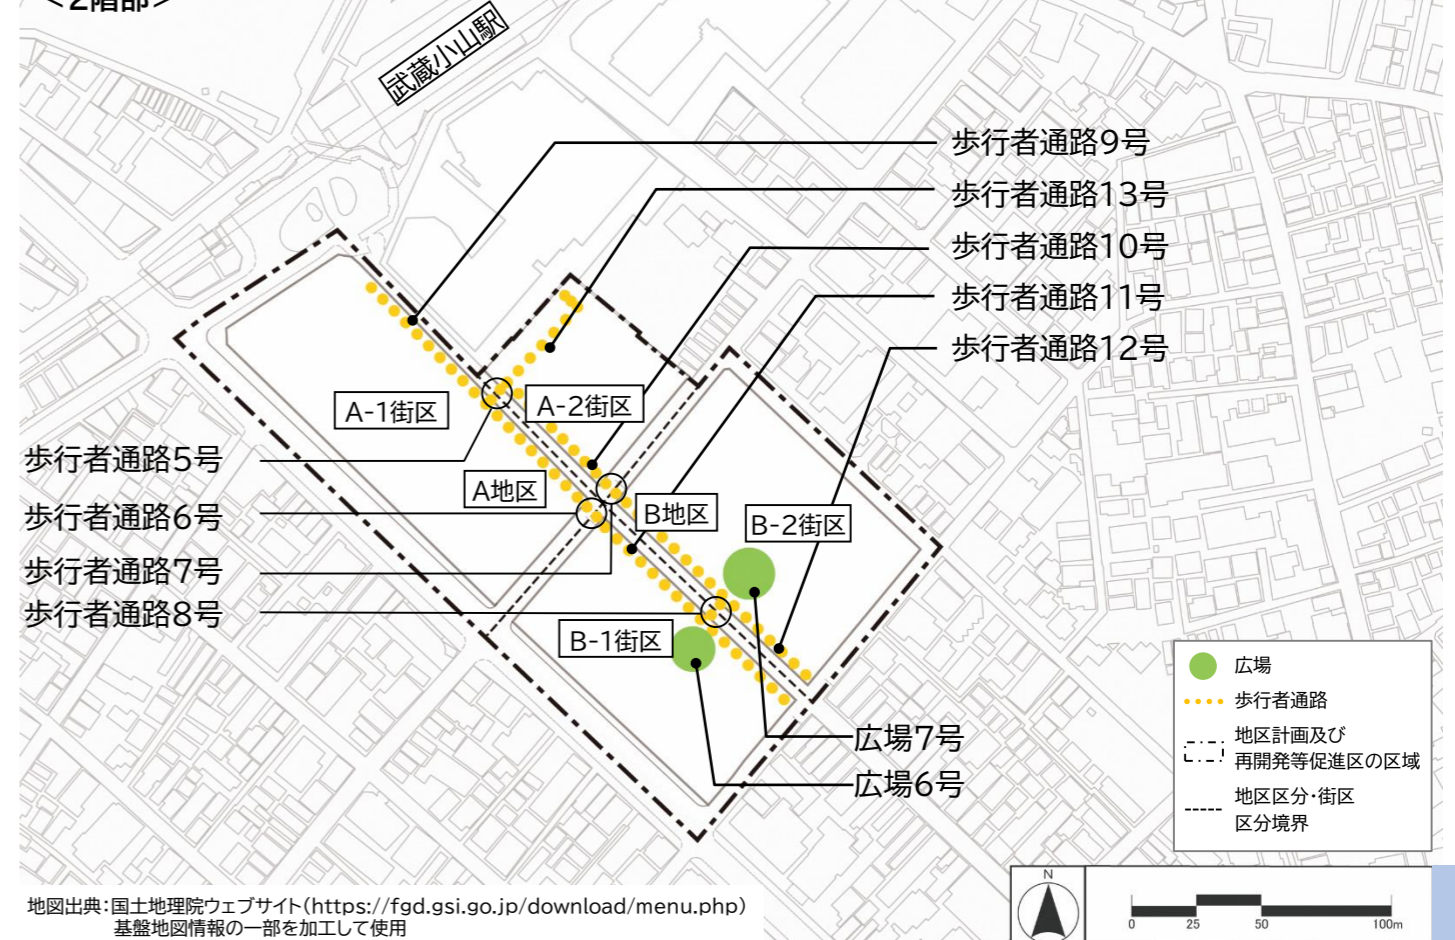 <2階部>
武蔵小山駅
歩行者通路9号
歩行者通路13号
歩行者通路10号
歩行者通路11号
歩行者通路12号
A-1街区
A-2街区
歩行者通路5号
A地区
歩行者通路6号
B地区
B-2街区
歩行者通路7号
歩行者通路8号
B-1街区
広場7号
広場6号
広場
歩行者通路
地区計画及び
再開発等促進区の区域
地区区分・街区
区分境界
N
0 25 50 100m
地図出典:国土地理院ウェブサイト(https://fgd.gsi.go.jp/download/menu.php)
基盤地図情報の一部を加工して使用